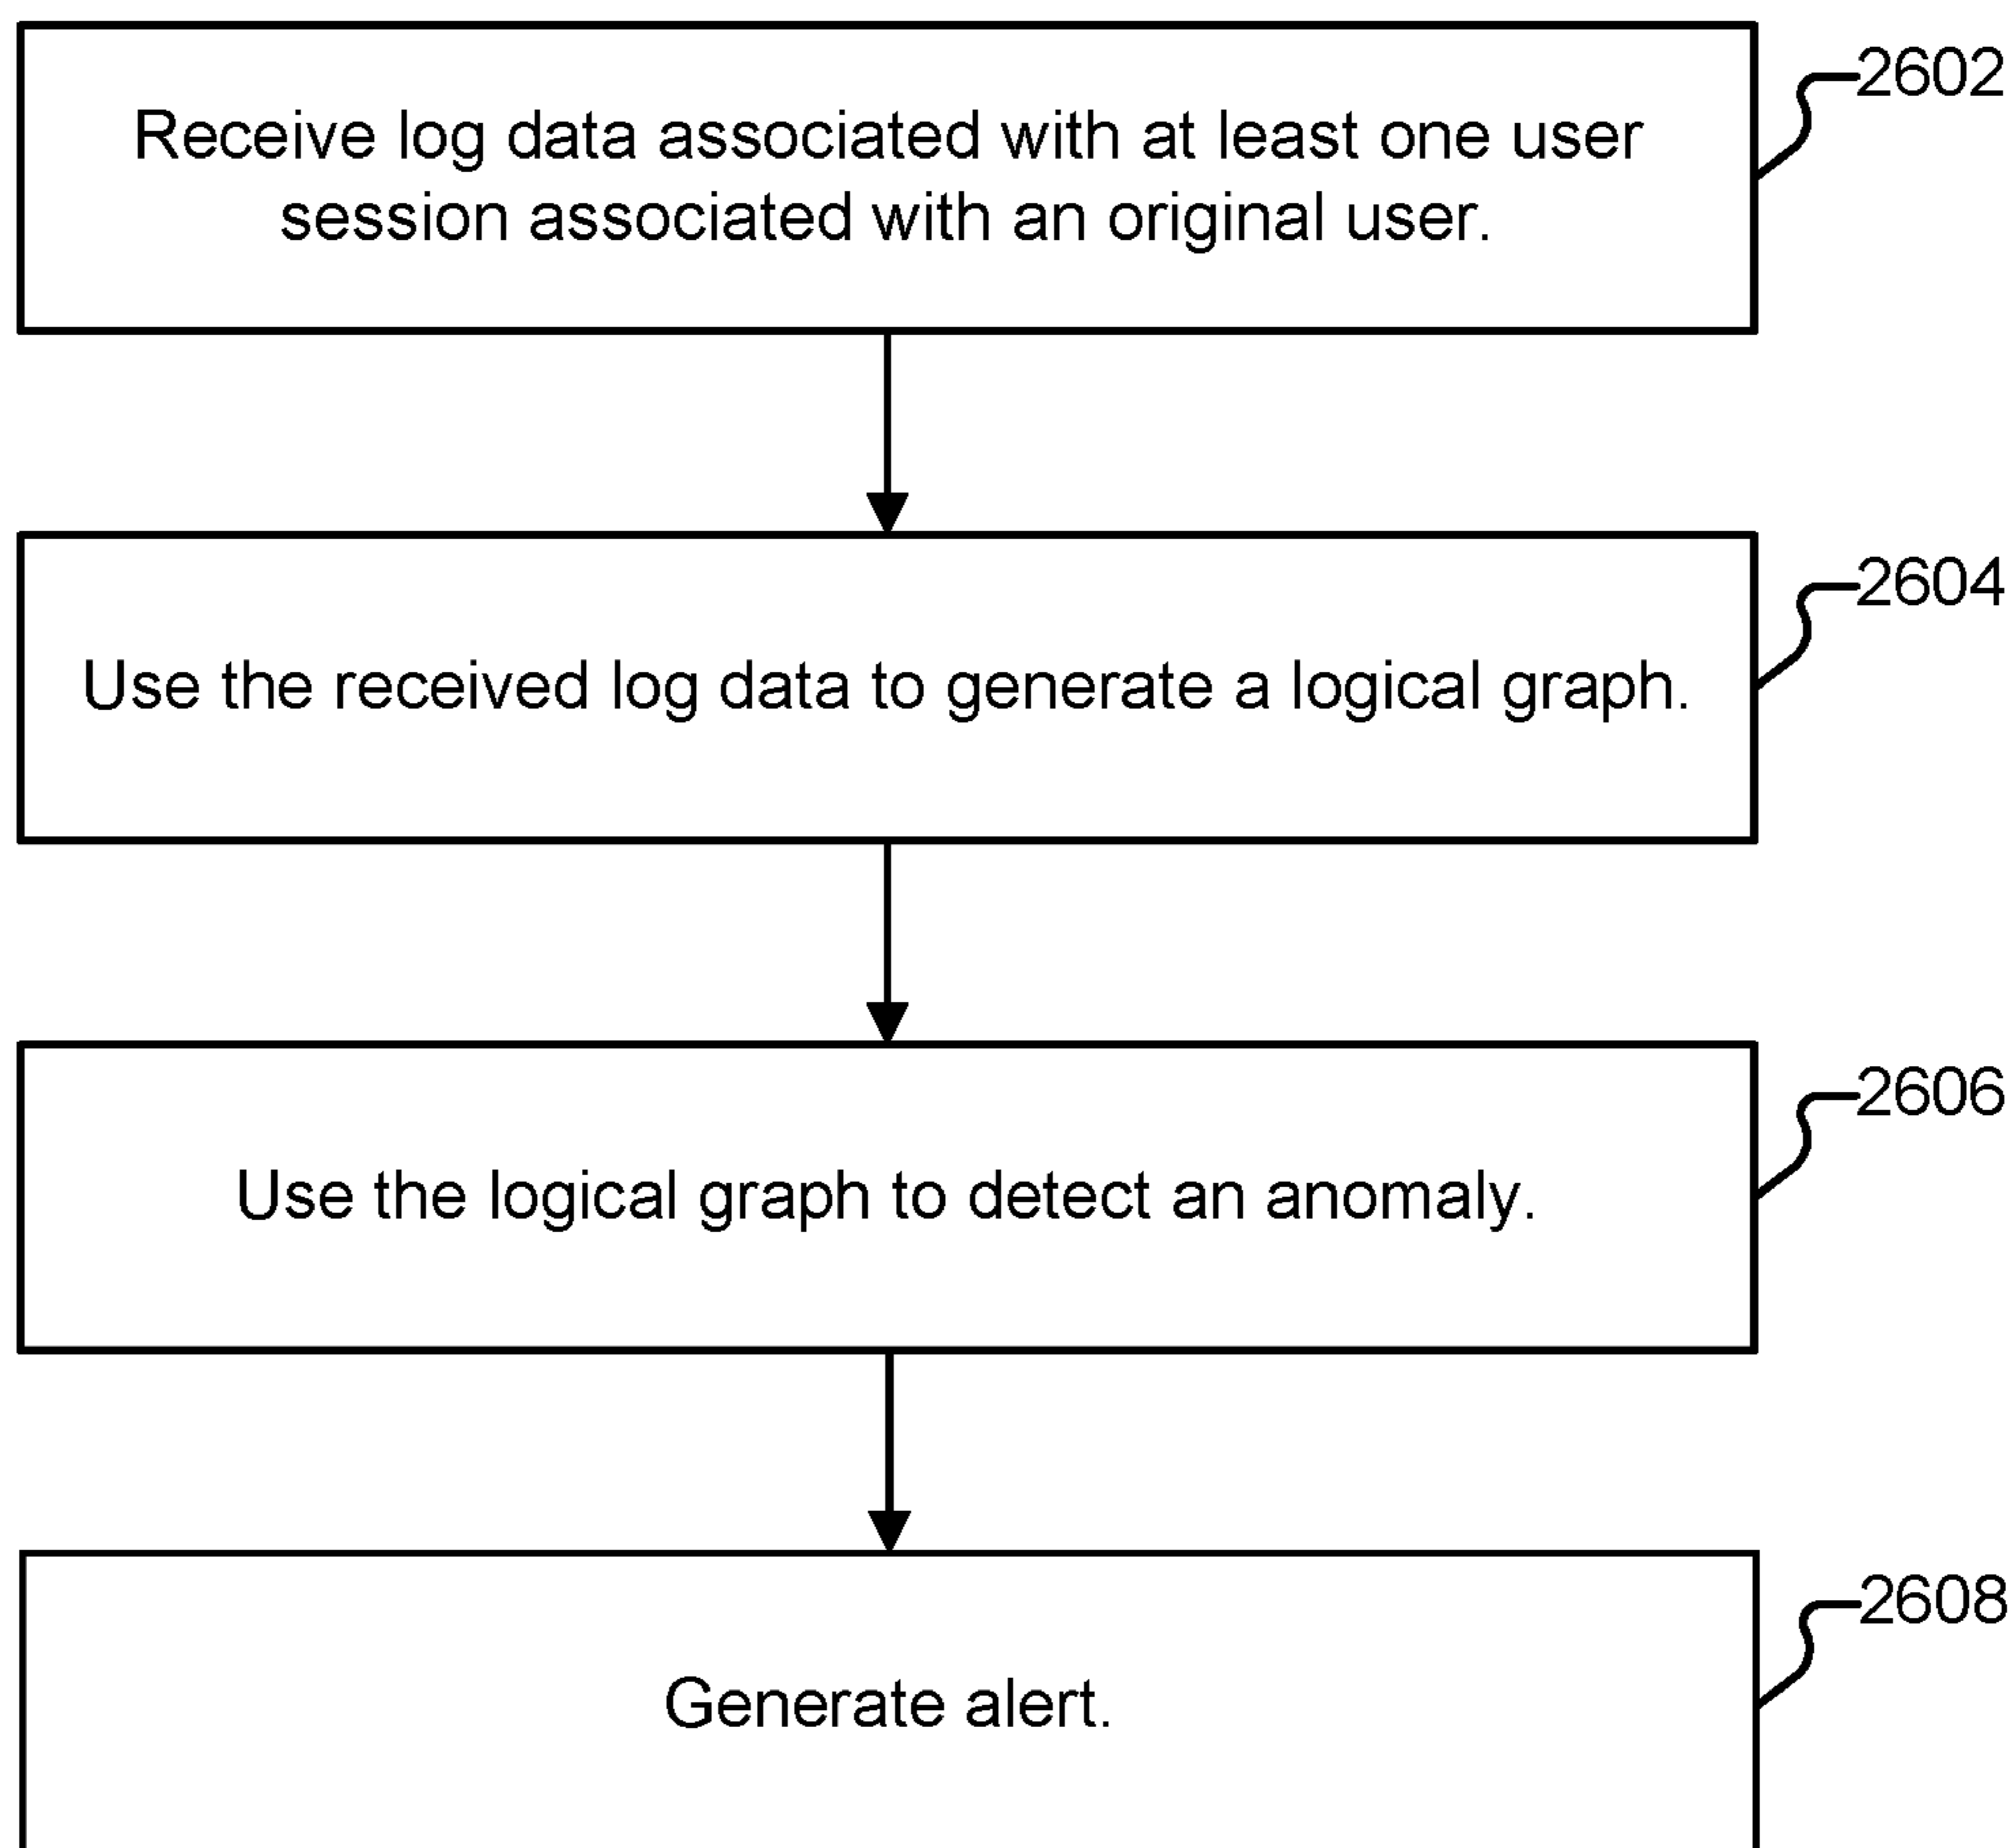 2602
Receive log data associated with at least one user
session associated with an original user.
2604
Use the received log data to generate a logical graph.
2606
Use the logical graph to detect an anomaly.
2608
Generate alert.